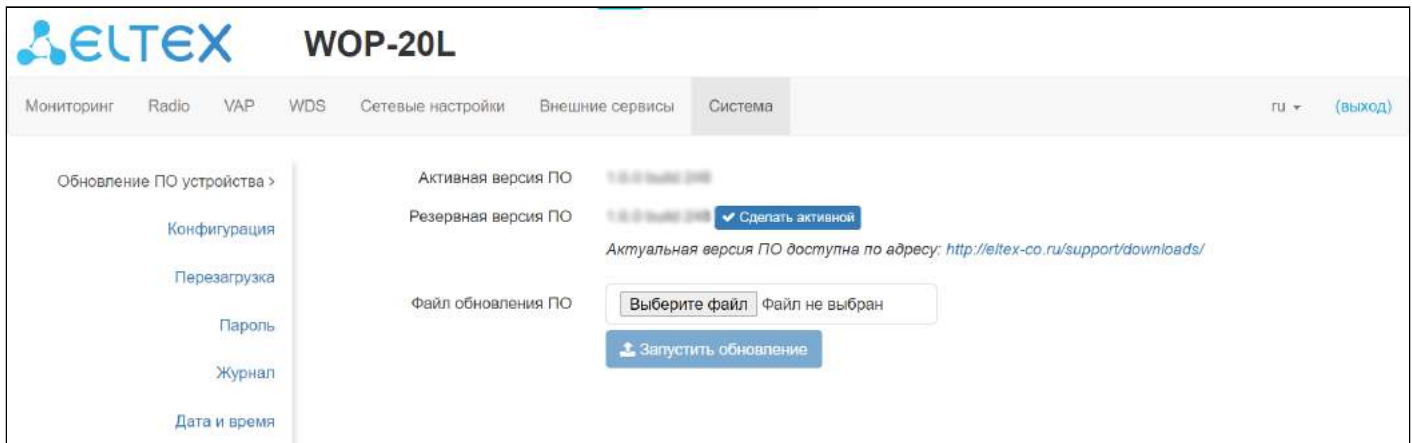 ELTEX WOP-20L
Мониторинг Radio VAP WDS Сетевые настройки Внешние сервисы Система ru (выход)
Обновление ПО устройства >
Конфигурация
Перезагрузка
Пароль
Журнал
Дата и время
Активная версия ПО
Резервная версия ПО Сделать активной
Актуальная версия ПО доступна по адресу: http://eltex-co.ru/support/downloads/
Файл обновления ПО Выберите файл Файл не выбран
Запустить обновление